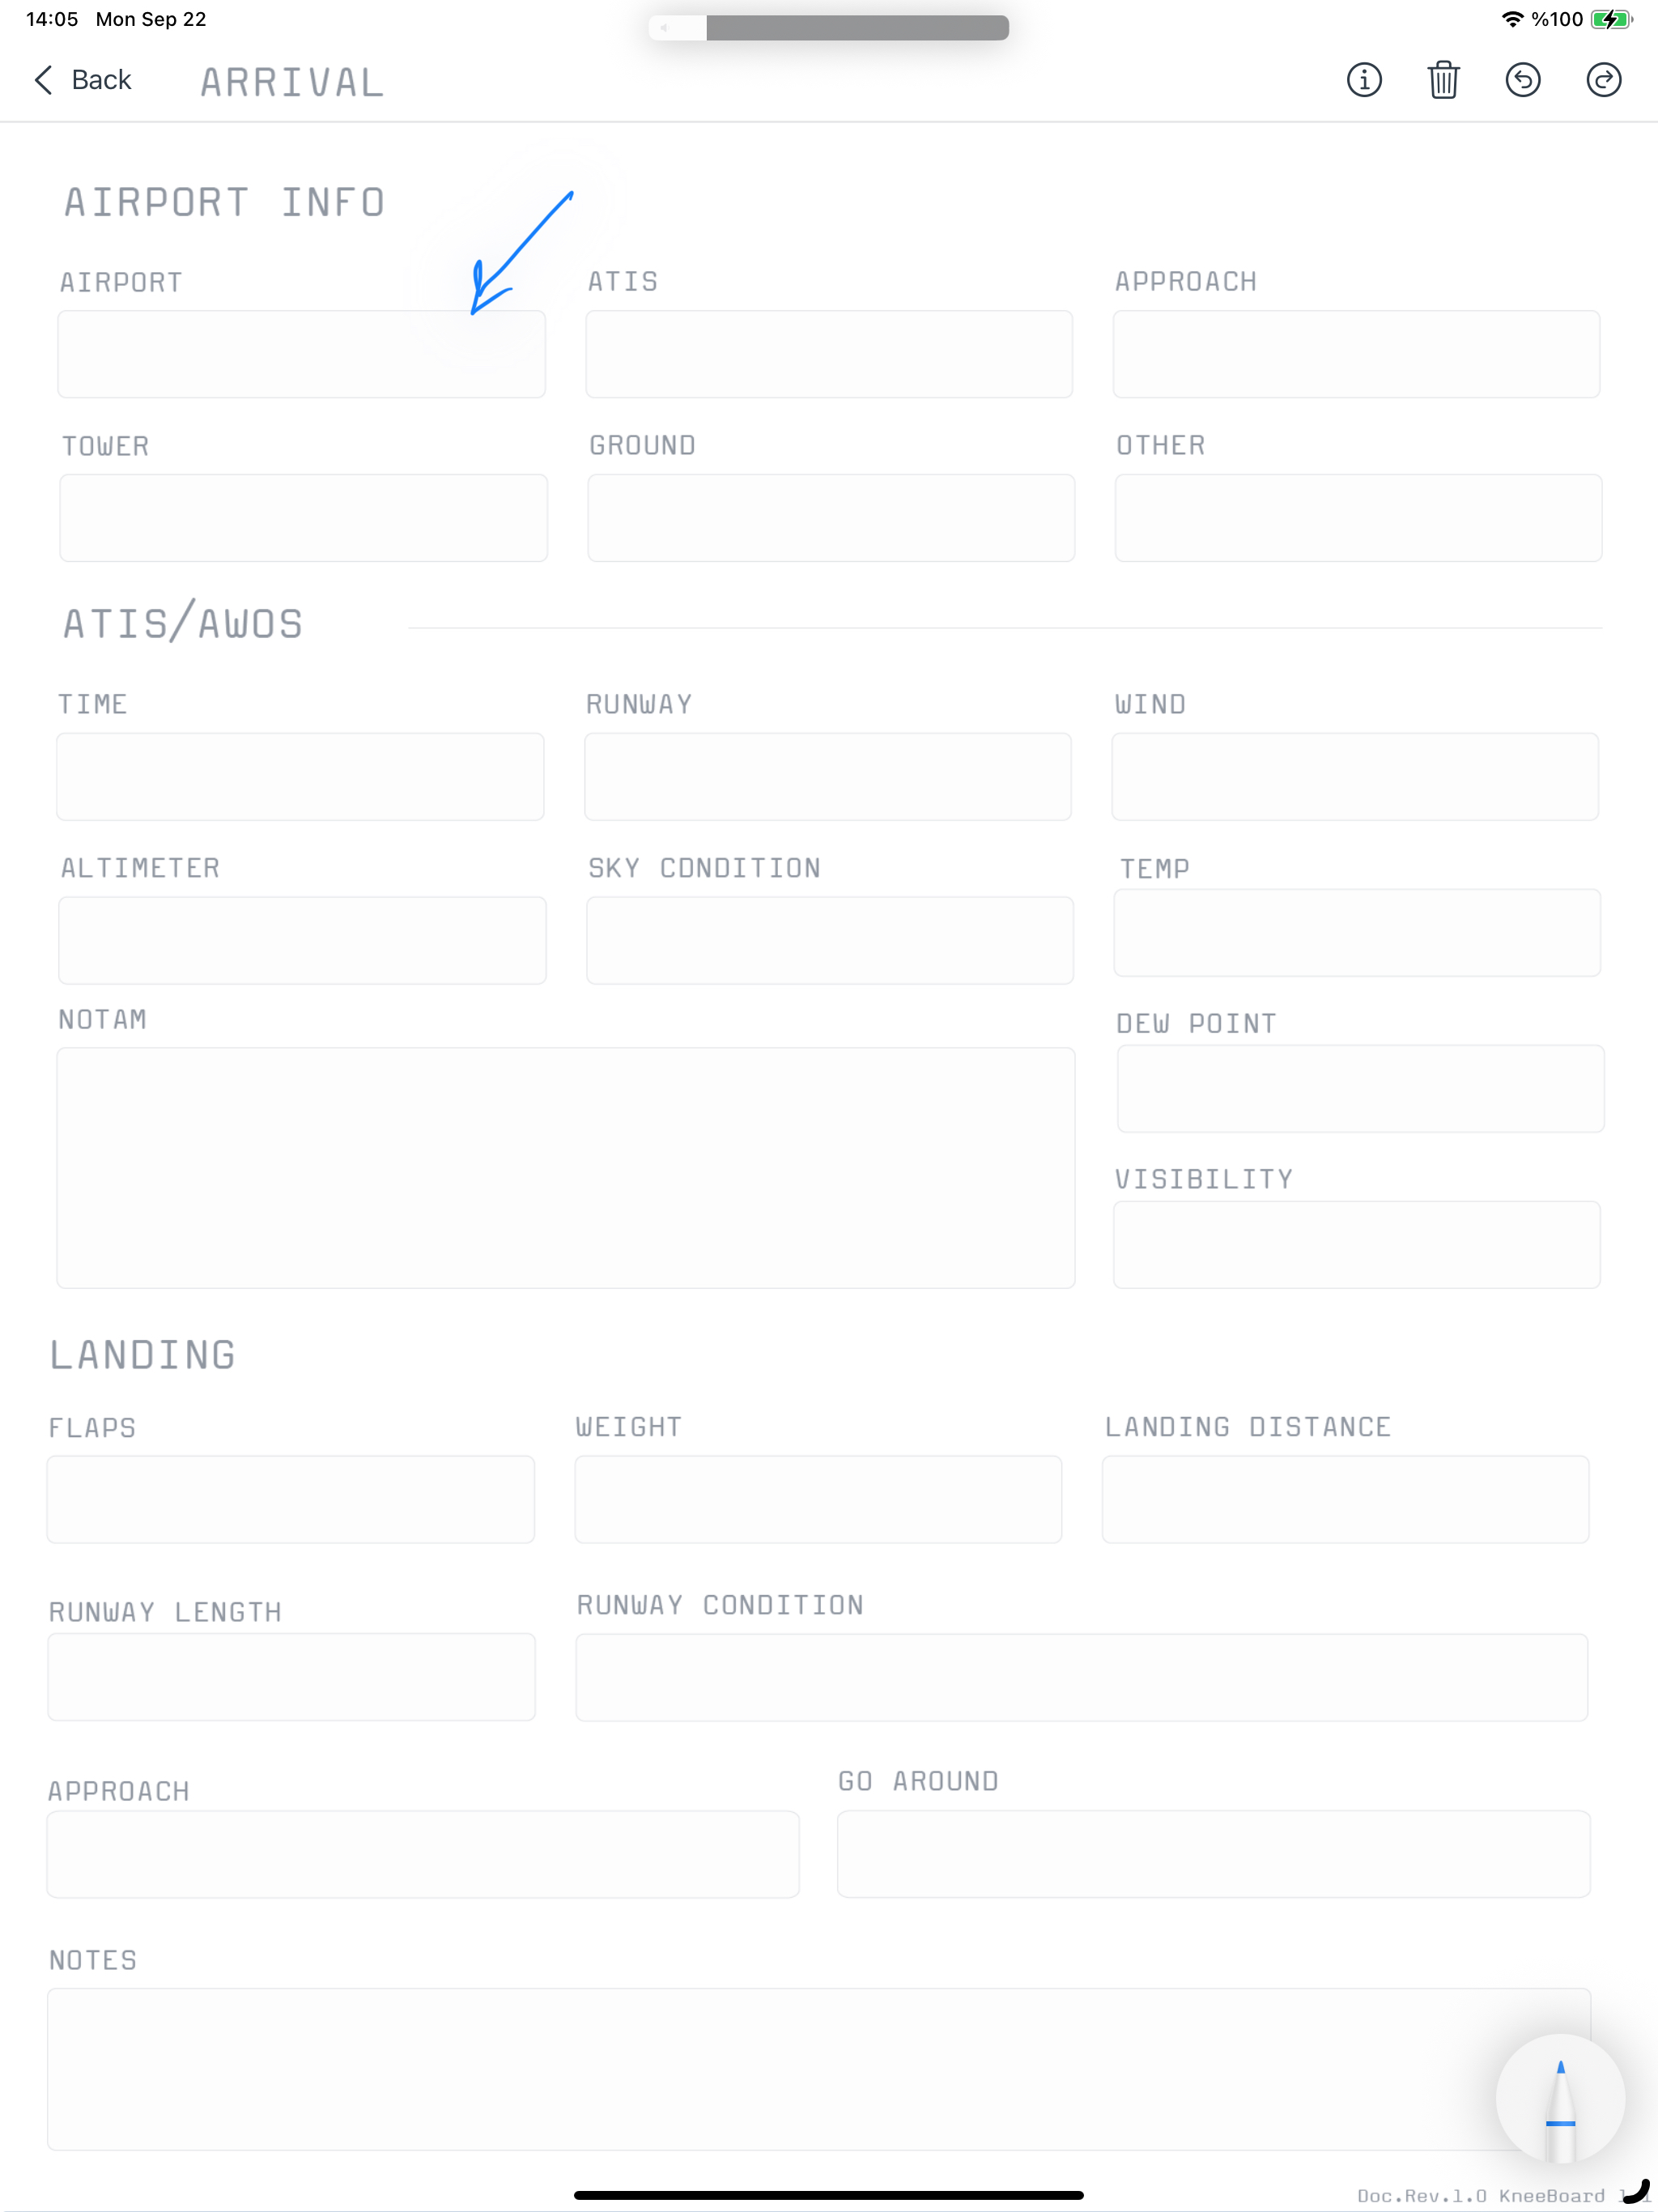 14:05 Mon Sep 22 %100
Back ARRIVAL
AIRPORT INFO
AIRPORT ATIS APPROACH
TOWER GROUND OTHER
ATIS/AWOS
TIME RUNWAY WIND
ALTIMETER SKY CONDITION TEMP
NOTAM DEW POINT
VISIBILITY
LANDING
FLAPS WEIGHT LANDING DISTANCE
RUNWAY LENGTH RUNWAY CONDITION
APPROACH GO AROUND
NOTES
Doc.Rev.1.0 KneeBoard